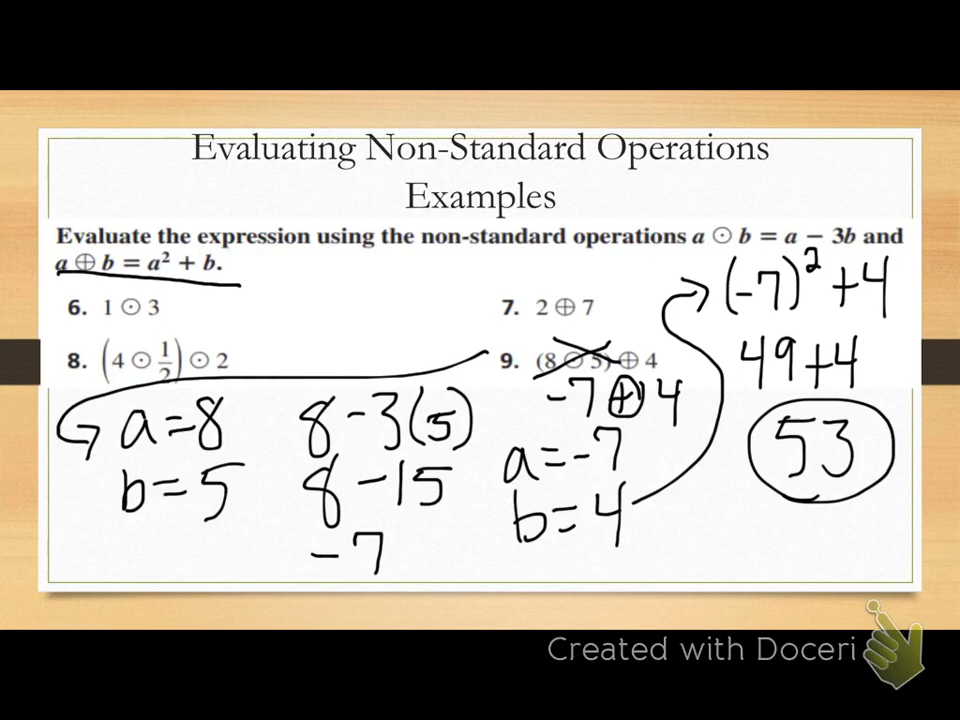 Evaluating Non-Standard Operations
Examples
Evaluate the expression using the non-standard operations a ⊙ b = a − 3b and
a ⊕ b = a² + b.
6. 1 ⊙ 3
7. 2 ⊕ 7
8. (4 ⊙ 1/2) ⊙ 2
9. (8 ⊙ 5) ⊕ 4
a=8
b=5
8-3(5)
8-15
-7
-7 ⊕ 4
a=-7
b=4
(-7)²+4
49+4
53
Created with Doceri